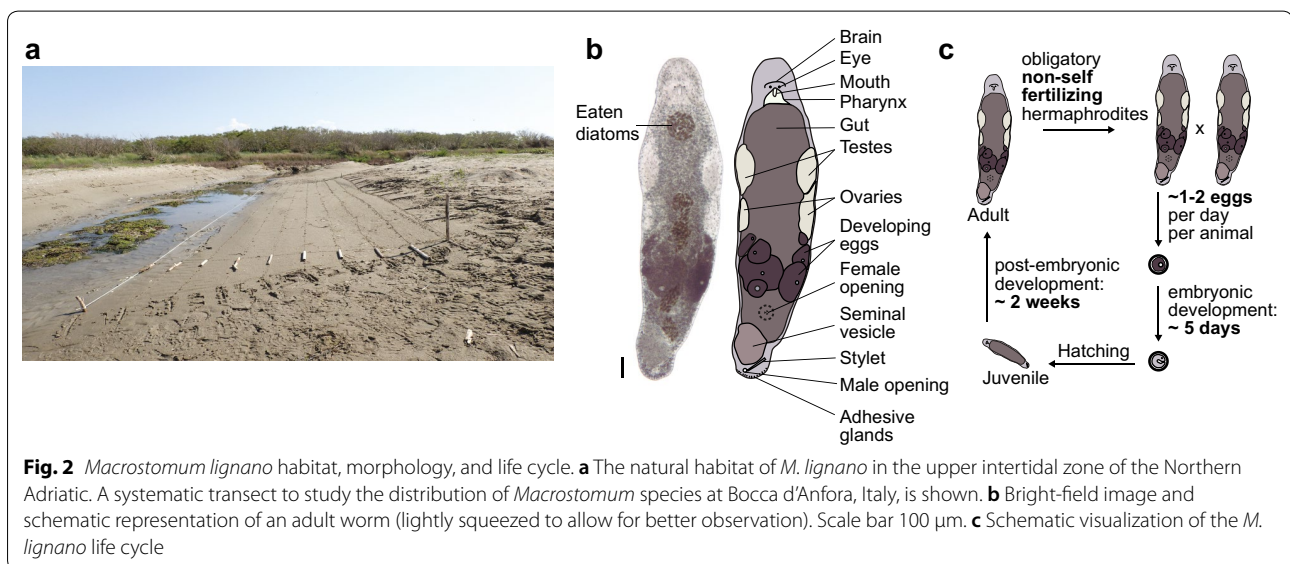 a
b
Eaten
diatoms
Brain
Eye
Mouth
Pharynx
Gut
Testes
Ovaries
Developing
eggs
Female
opening
Seminal
vesicle
Stylet
Male opening
Adhesive
glands
c
obligatory
non-self
fertilizing
hermaphrodites
x
Adult
~1-2 eggs
per day
per animal
post-embryonic
development:
~ 2 weeks
embryonic
development:
~ 5 days
Hatching
Juvenile
Fig. 2 Macrostomum lignano habitat, morphology, and life cycle. a The natural habitat of M. lignano in the upper intertidal zone of the Northern
Adriatic. A systematic transect to study the distribution of Macrostomum species at Bocca d’Anfora, Italy, is shown. b Bright-field image and
schematic representation of an adult worm (lightly squeezed to allow for better observation). Scale bar 100 μm. c Schematic visualization of the M.
lignano life cycle